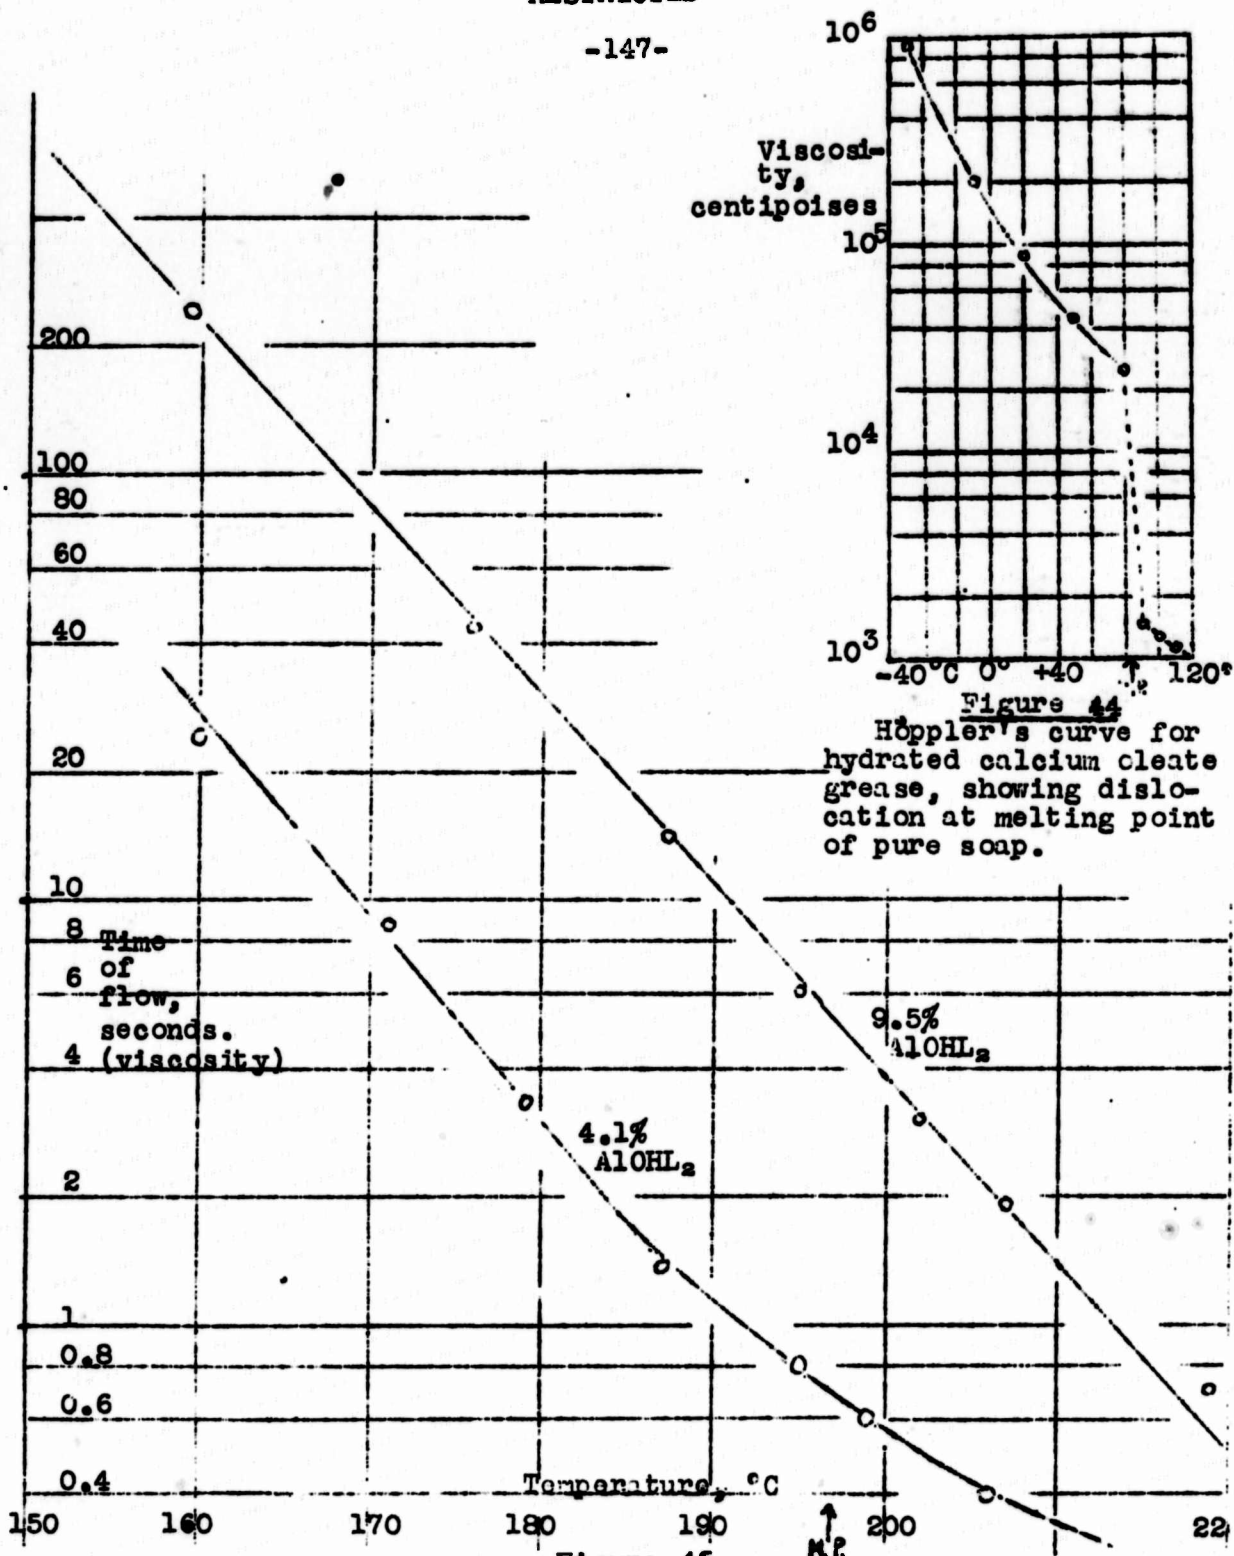 -147-
10⁶
Viscosi-
ty,
centipoises
10⁵
10⁴
10³
-40°C 0° +40 120°
Figure 44
Höppler's curve for
hydrated calcium oleate
grease, showing dislo-
cation at melting point
of pure soap.
200
100
80
60
40
20
10
8
6
4
2
1
0.8
0.6
0.4
Time
of
flow,
seconds.
(viscosity)
9.5%
AlOHL₂
4.1%
AlOHL₂
Temperature, °C
150 160 170 180 190 200 22